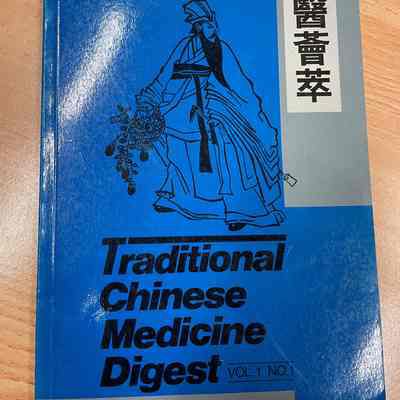 醫薈萃
Traditional
Chinese
Medicine
Digest VOL. 1 NO.